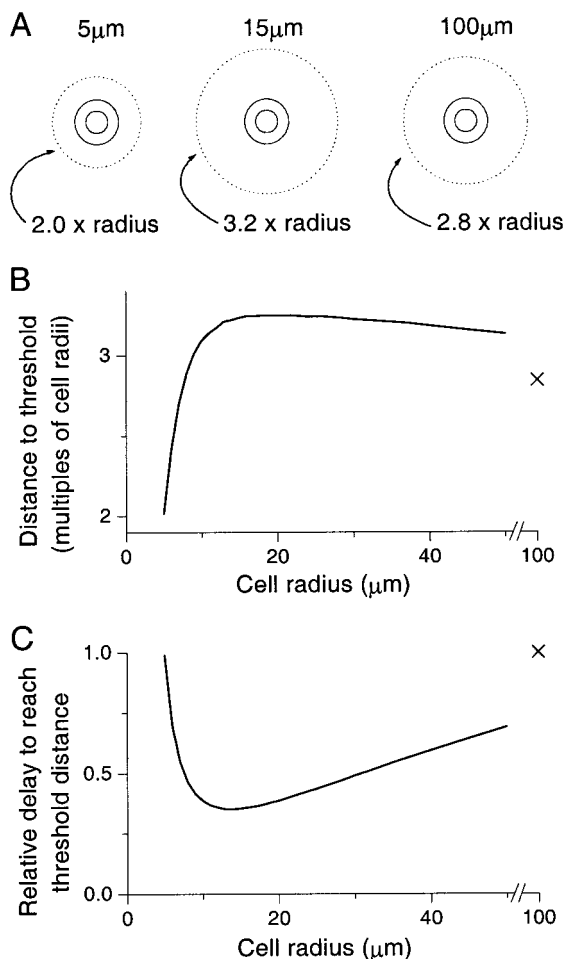 A
5μm 15μm 100μm
2.0 x radius 3.2 x radius 2.8 x radius
B
Distance to threshold
(multiples of cell radii)
3
2
0 20 40 100
Cell radius (μm)
C
Relative delay to reach
threshold distance
1.0
0.5
0.0
0 20 40 100
Cell radius (μm)